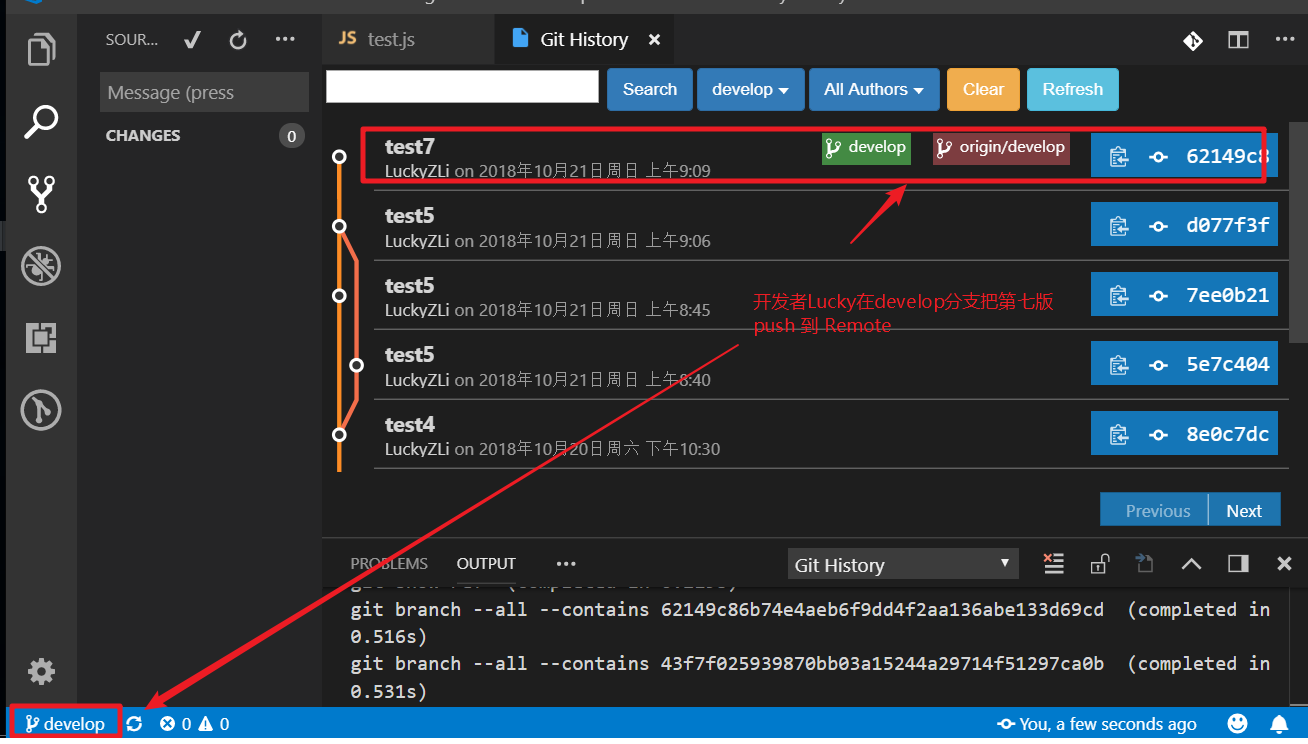 SOUR...
JS test.js
Git History
Message (press
Search
develop
All Authors
Clear
Refresh
CHANGES
0
test7
develop
origin/develop
62149c8
LuckyZLi on 2018年10月21日周日 上午9:09
test5
d077f3f
LuckyZLi on 2018年10月21日周日 上午9:06
test5
7ee0b21
LuckyZLi on 2018年10月21日周日 上午8:45
开发者Lucky在develop分支把第七版
push 到 Remote
test5
5e7c404
LuckyZLi on 2018年10月21日周日 上午8:40
test4
8e0c7dc
LuckyZLi on 2018年10月20日周六 下午10:30
Previous
Next
PROBLEMS
OUTPUT
Git History
git branch --all --contains 62149c86b74e4aeb6f9dd4f2aa136abe133d69cd (completed in
0.516s)
git branch --all --contains 43f7f025939870bb03a15244a29714f51297ca0b (completed in
0.531s)
develop
0
0
You, a few seconds ago